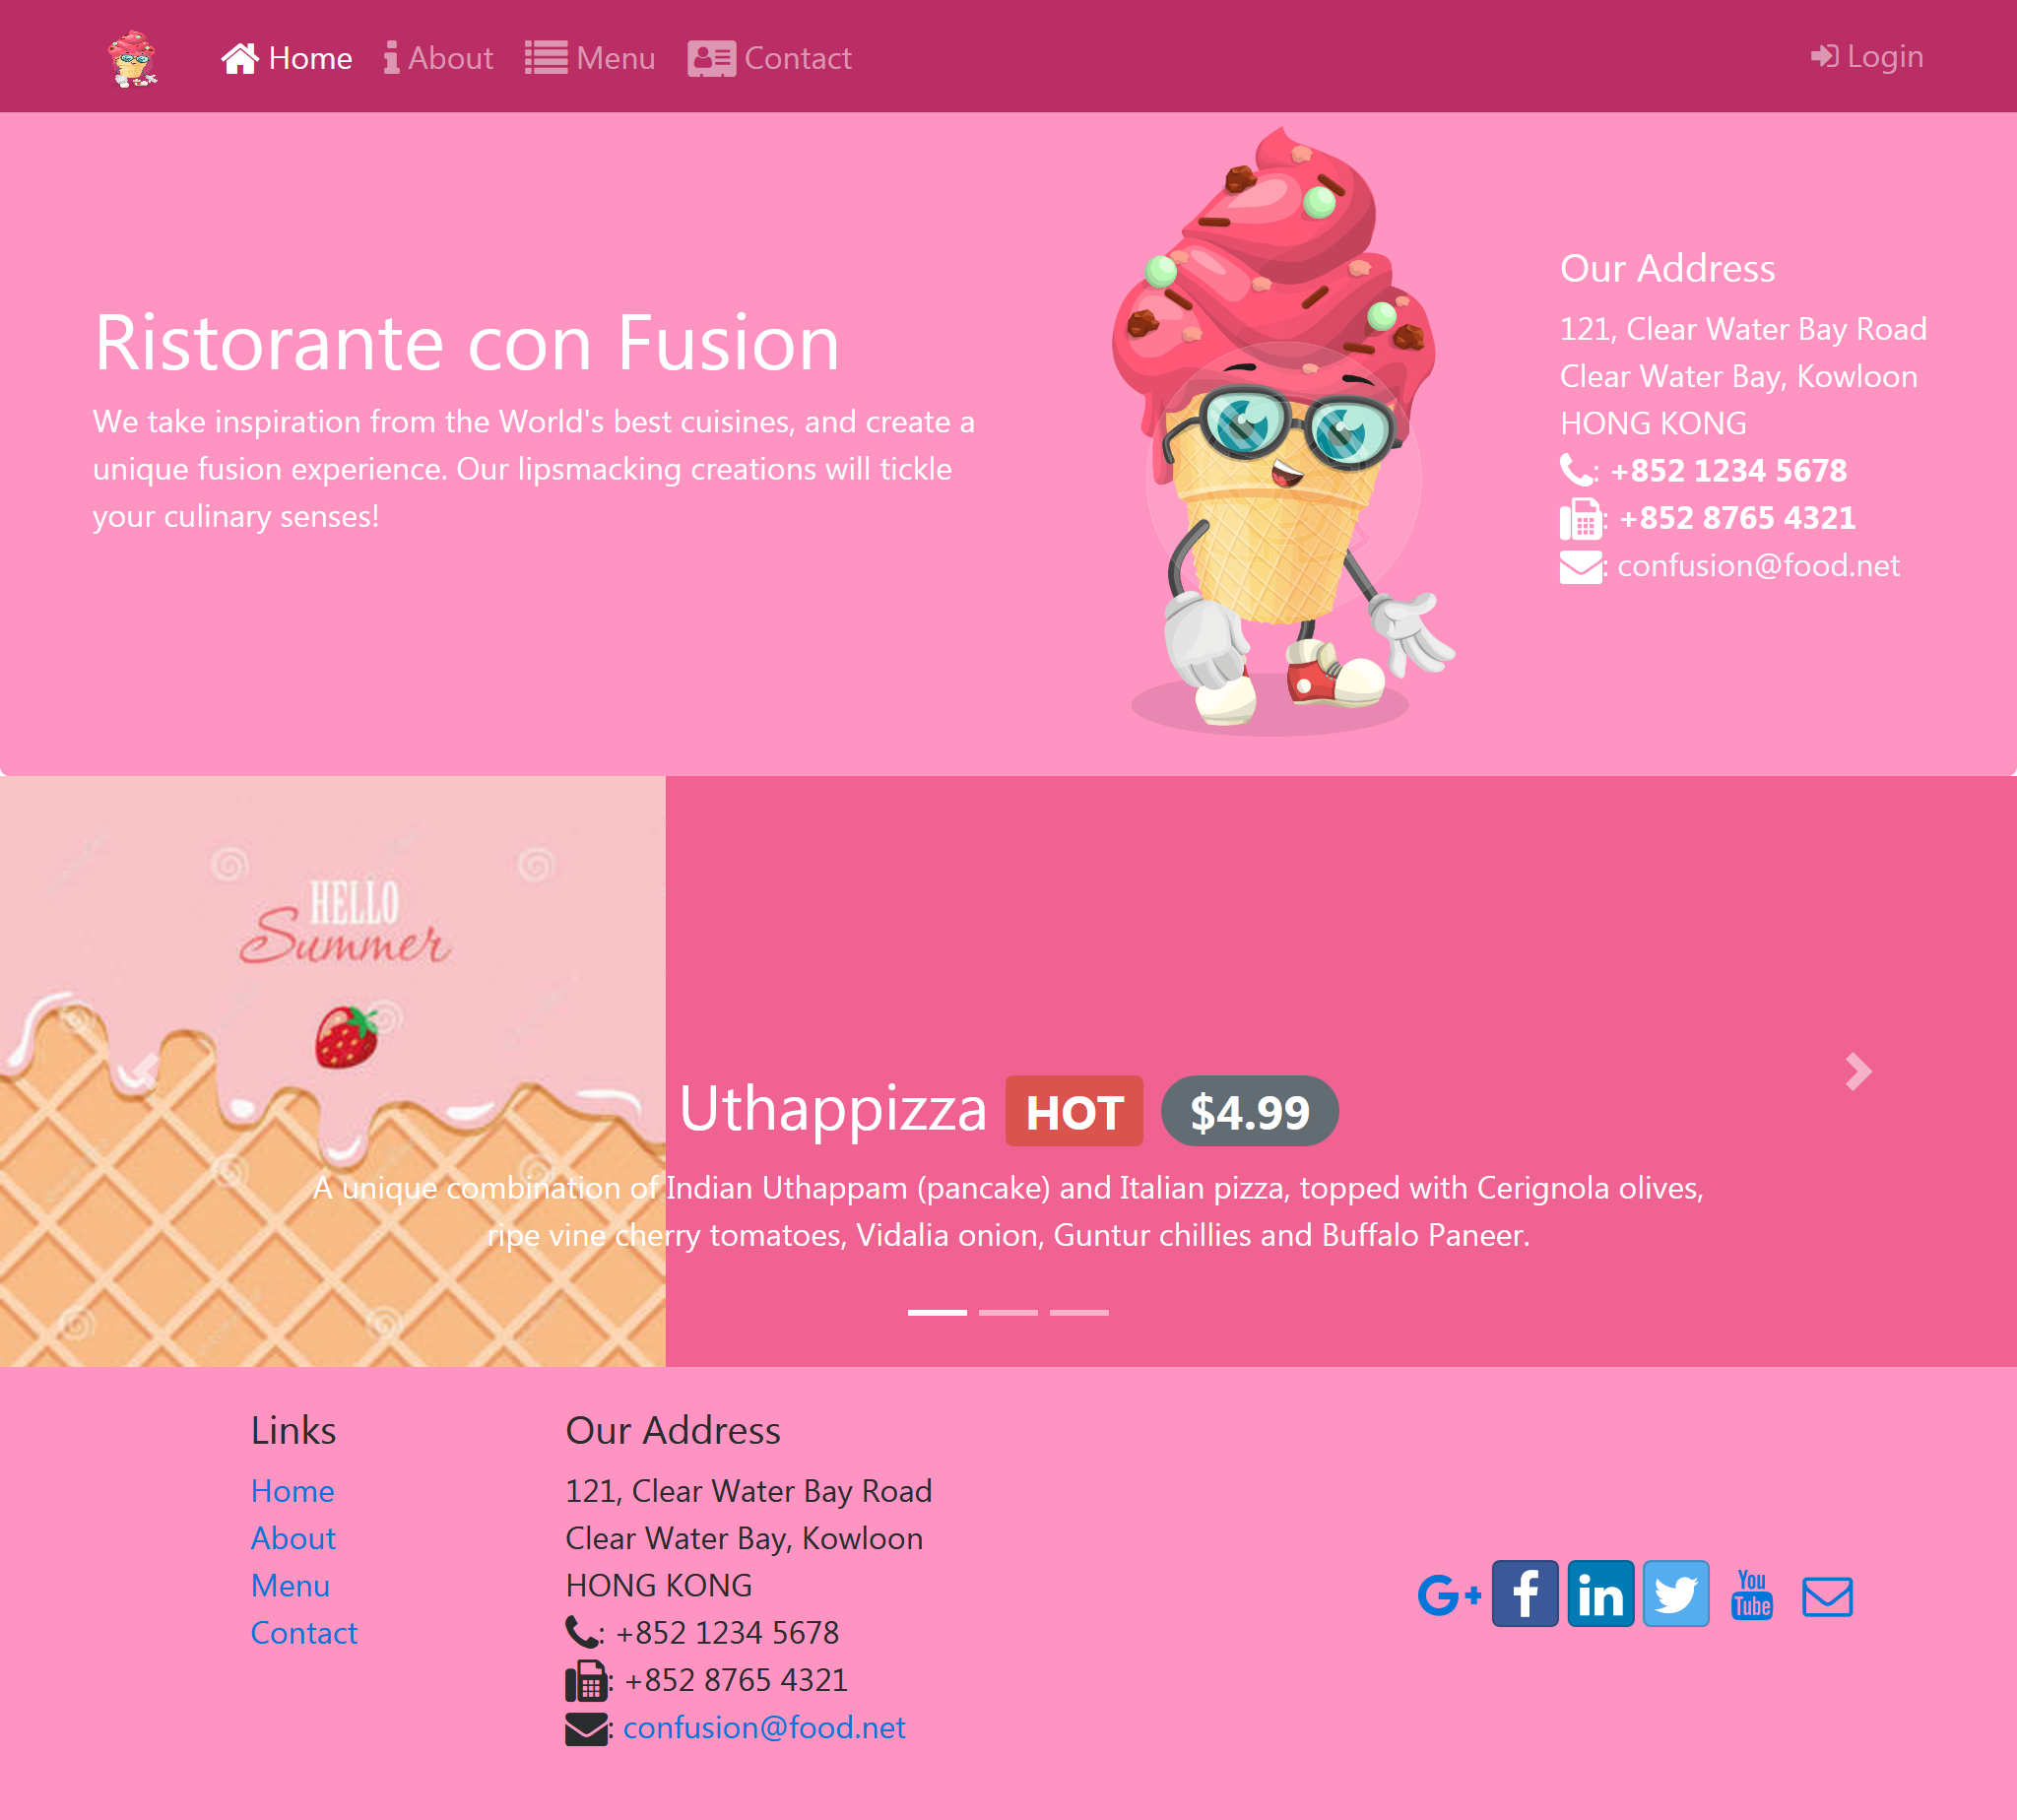 Home About Menu Contact Login
Ristorante con Fusion
We take inspiration from the World's best cuisines, and create a
unique fusion experience. Our lipsmacking creations will tickle
your culinary senses!
Our Address
121, Clear Water Bay Road
Clear Water Bay, Kowloon
HONG KONG
: +852 1234 5678
: +852 8765 4321
: confusion@food.net
HELLO
Summer
Uthappizza HOT $4.99
A unique combination of Indian Uthappam (pancake) and Italian pizza, topped with Cerignola olives,
ripe vine cherry tomatoes, Vidalia onion, Guntur chillies and Buffalo Paneer.
Links
Home
About
Menu
Contact
Our Address
121, Clear Water Bay Road
Clear Water Bay, Kowloon
HONG KONG
: +852 1234 5678
: +852 8765 4321
: confusion@food.net
G+ f in You
Tube